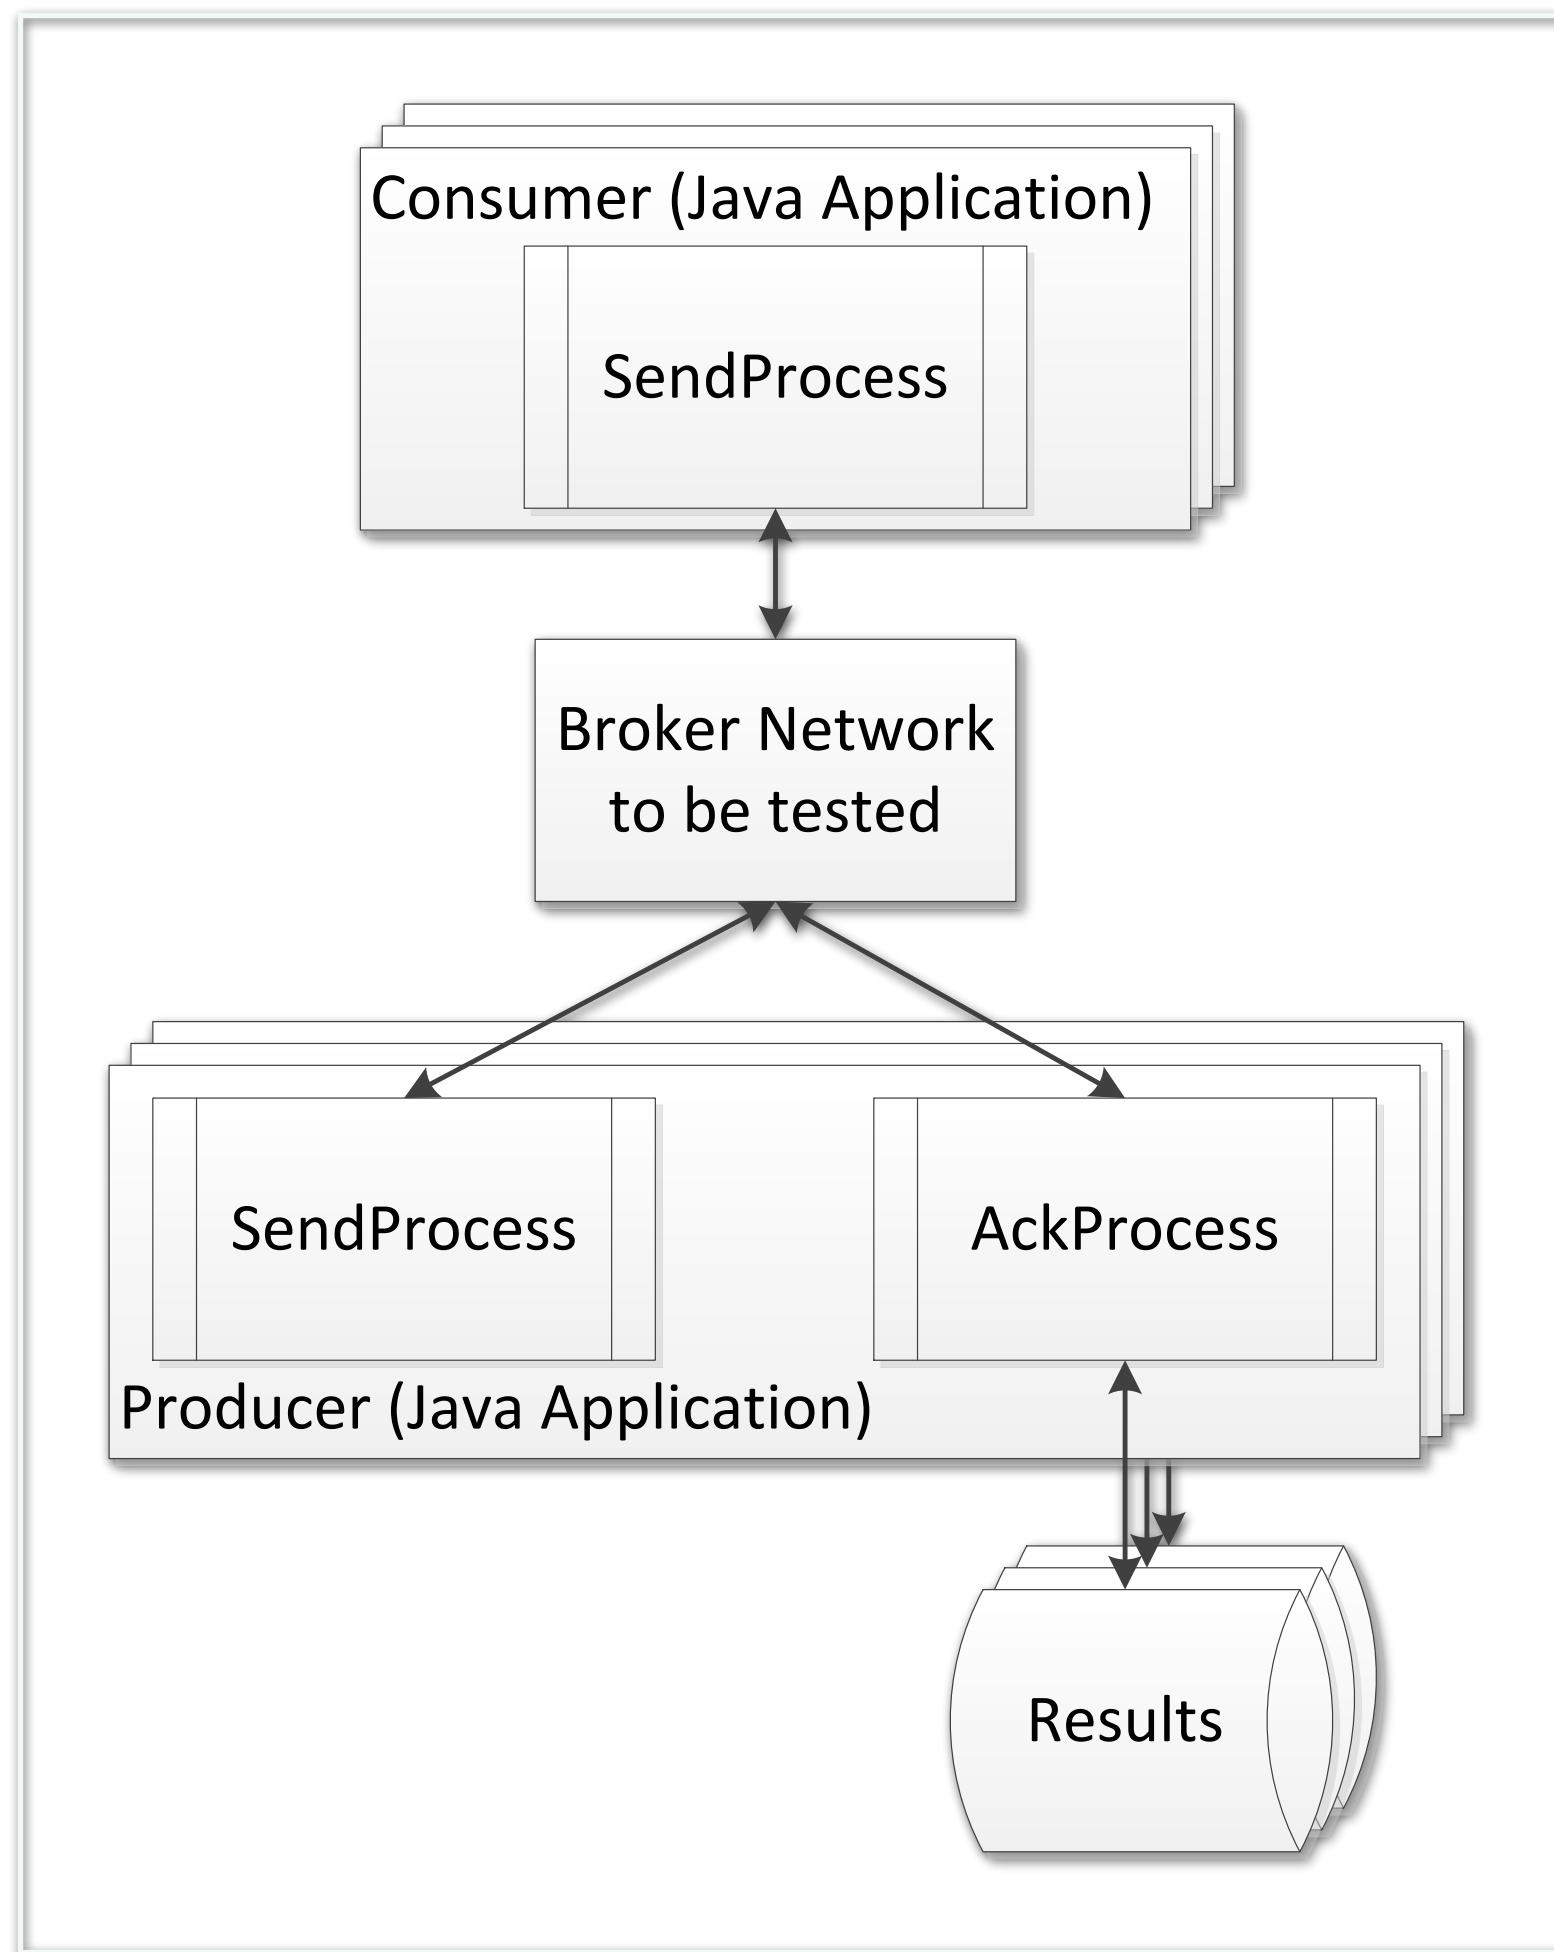 Consumer (Java Application)
SendProcess
Broker Network
to be tested
SendProcess
AckProcess
Producer (Java Application)
Results